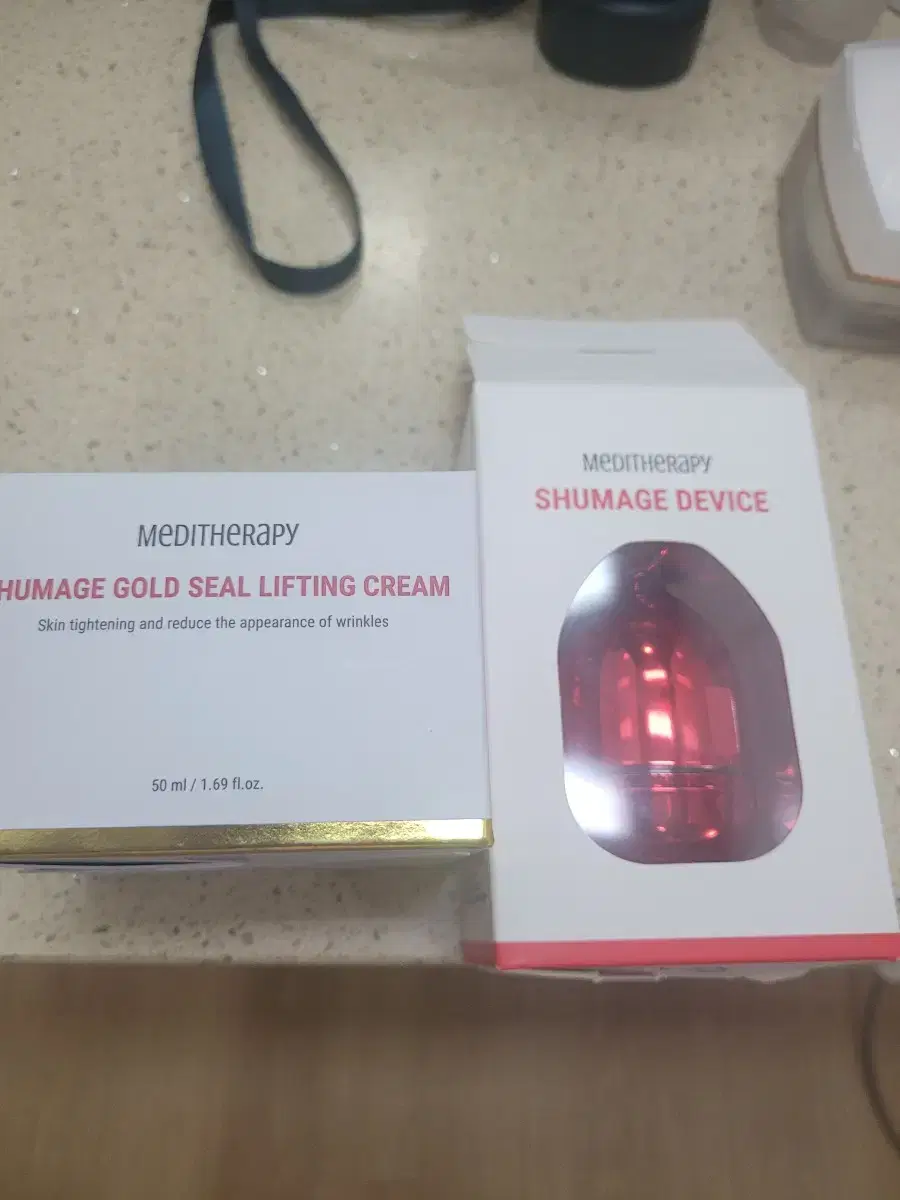 MEDITHERAPY
HUMAGE GOLD SEAL LIFTING CREAM
Skin tightening and reduce the appearance of wrinkles
50 ml / 1.69 fl.oz.
MEDITHERAPY
SHUMAGE DEVICE